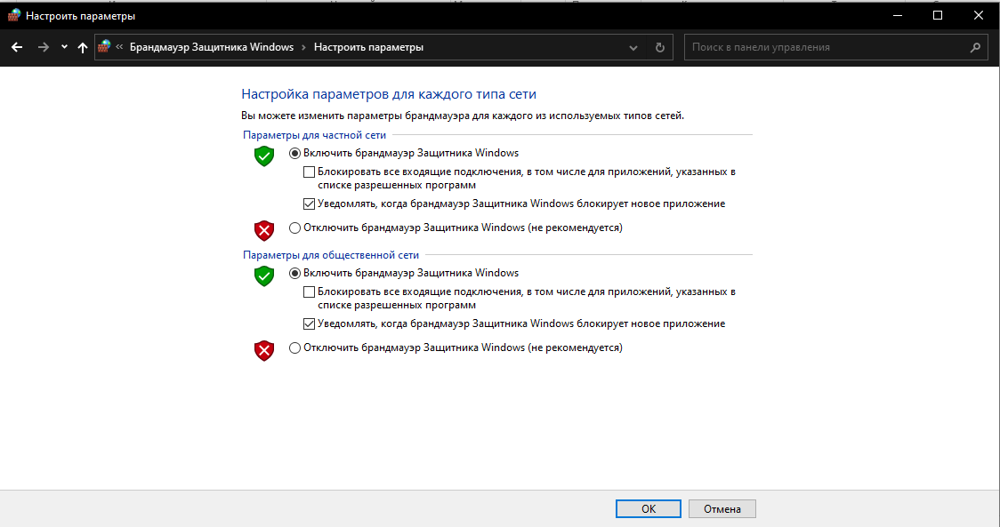 Настроить параметры
« Брандмауэр Защитника Windows › Настроить параметры
Поиск в панели управления
Настройка параметров для каждого типа сети
Вы можете изменить параметры брандмауэра для каждого из используемых типов сетей.
Параметры для частной сети
Включить брандмауэр Защитника Windows
Блокировать все входящие подключения, в том числе для приложений, указанных в
списке разрешенных программ
Уведомлять, когда брандмауэр Защитника Windows блокирует новое приложение
Отключить брандмауэр Защитника Windows (не рекомендуется)
Параметры для общественной сети
Включить брандмауэр Защитника Windows
Блокировать все входящие подключения, в том числе для приложений, указанных в
списке разрешенных программ
Уведомлять, когда брандмауэр Защитника Windows блокирует новое приложение
Отключить брандмауэр Защитника Windows (не рекомендуется)
ОК
Отмена